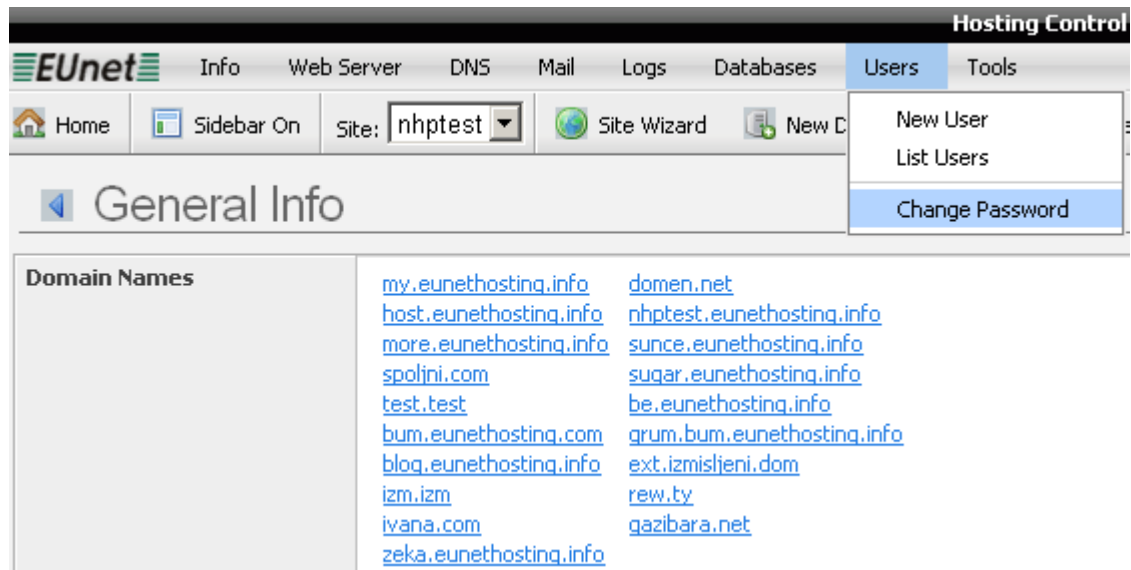 Hosting Control
EUnet Info Web Server DNS Mail Logs Databases Users Tools
Home Sidebar On Site: nhptest Site Wizard New
New User
List Users
Change Password
General Info
Domain Names
my.eunethosting.info domen.net
host.eunethosting.info nhptest.eunethosting.info
more.eunethosting.info sunce.eunethosting.info
spoljni.com sugar.eunethosting.info
test.test be.eunethosting.info
bum.eunethosting.com grum.bum.eunethosting.info
blog.eunethosting.info ext.izmisljeni.dom
izm.izm rew.ty
ivana.com gazibara.net
zeka.eunethosting.info